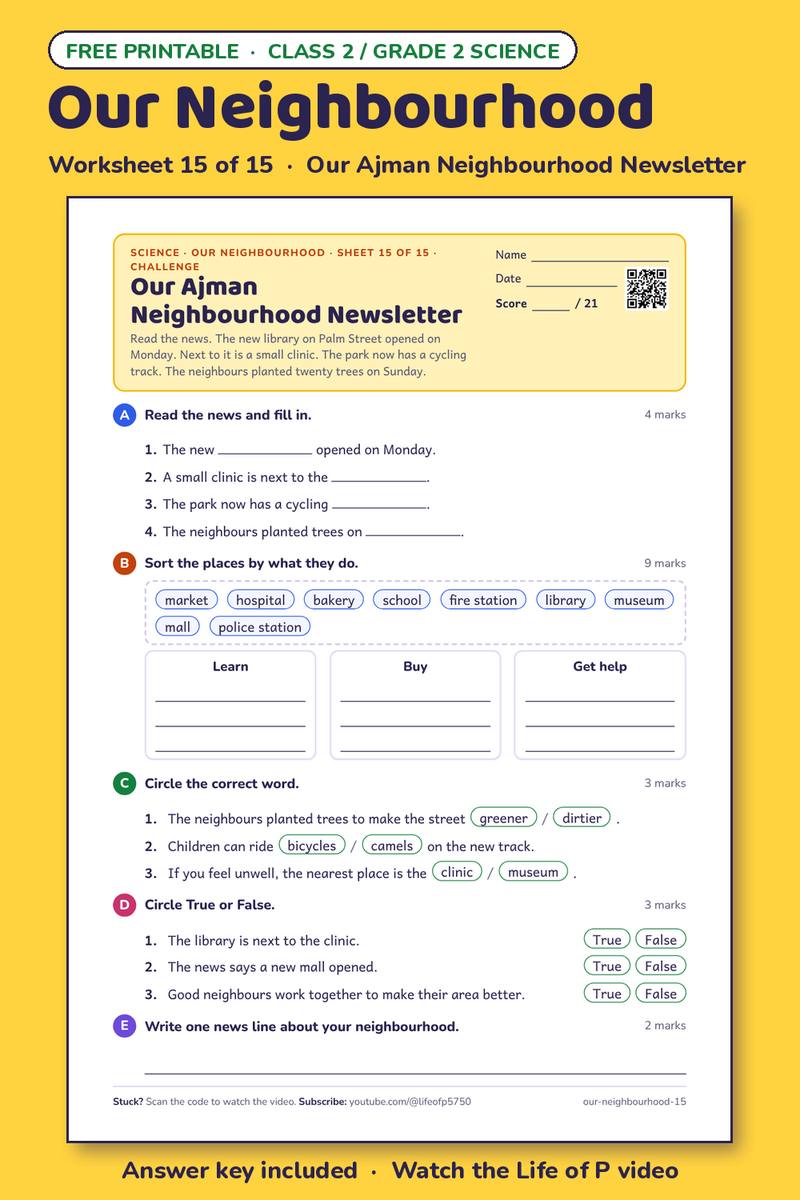 FREE PRINTABLE · CLASS 2 / GRADE 2 SCIENCE
Our Neighbourhood
Worksheet 15 of 15 · Our Ajman Neighbourhood Newsletter
SCIENCE · OUR NEIGHBOURHOOD · SHEET 15 OF 15 ·
CHALLENGE
Our Ajman
Neighbourhood Newsletter
Read the news. The new library on Palm Street opened on
Monday. Next to it is a small clinic. The park now has a cycling
track. The neighbours planted twenty trees on Sunday.
Name
Date
Score / 21
A Read the news and fill in. 4 marks
1. The new ____________ opened on Monday.
2. A small clinic is next to the ____________.
3. The park now has a cycling ____________.
4. The neighbours planted trees on ____________.
B Sort the places by what they do. 9 marks
market hospital bakery school fire station library museum
mall police station
Learn Buy Get help
C Circle the correct word. 3 marks
1. The neighbours planted trees to make the street greener / dirtier .
2. Children can ride bicycles / camels on the new track.
3. If you feel unwell, the nearest place is the clinic / museum .
D Circle True or False. 3 marks
1. The library is next to the clinic. True False
2. The news says a new mall opened. True False
3. Good neighbours work together to make their area better. True False
E Write one news line about your neighbourhood. 2 marks
Stuck? Scan the code to watch the video. Subscribe: youtube.com/@lifeofp5750 our-neighbourhood-15
Answer key included · Watch the Life of P video